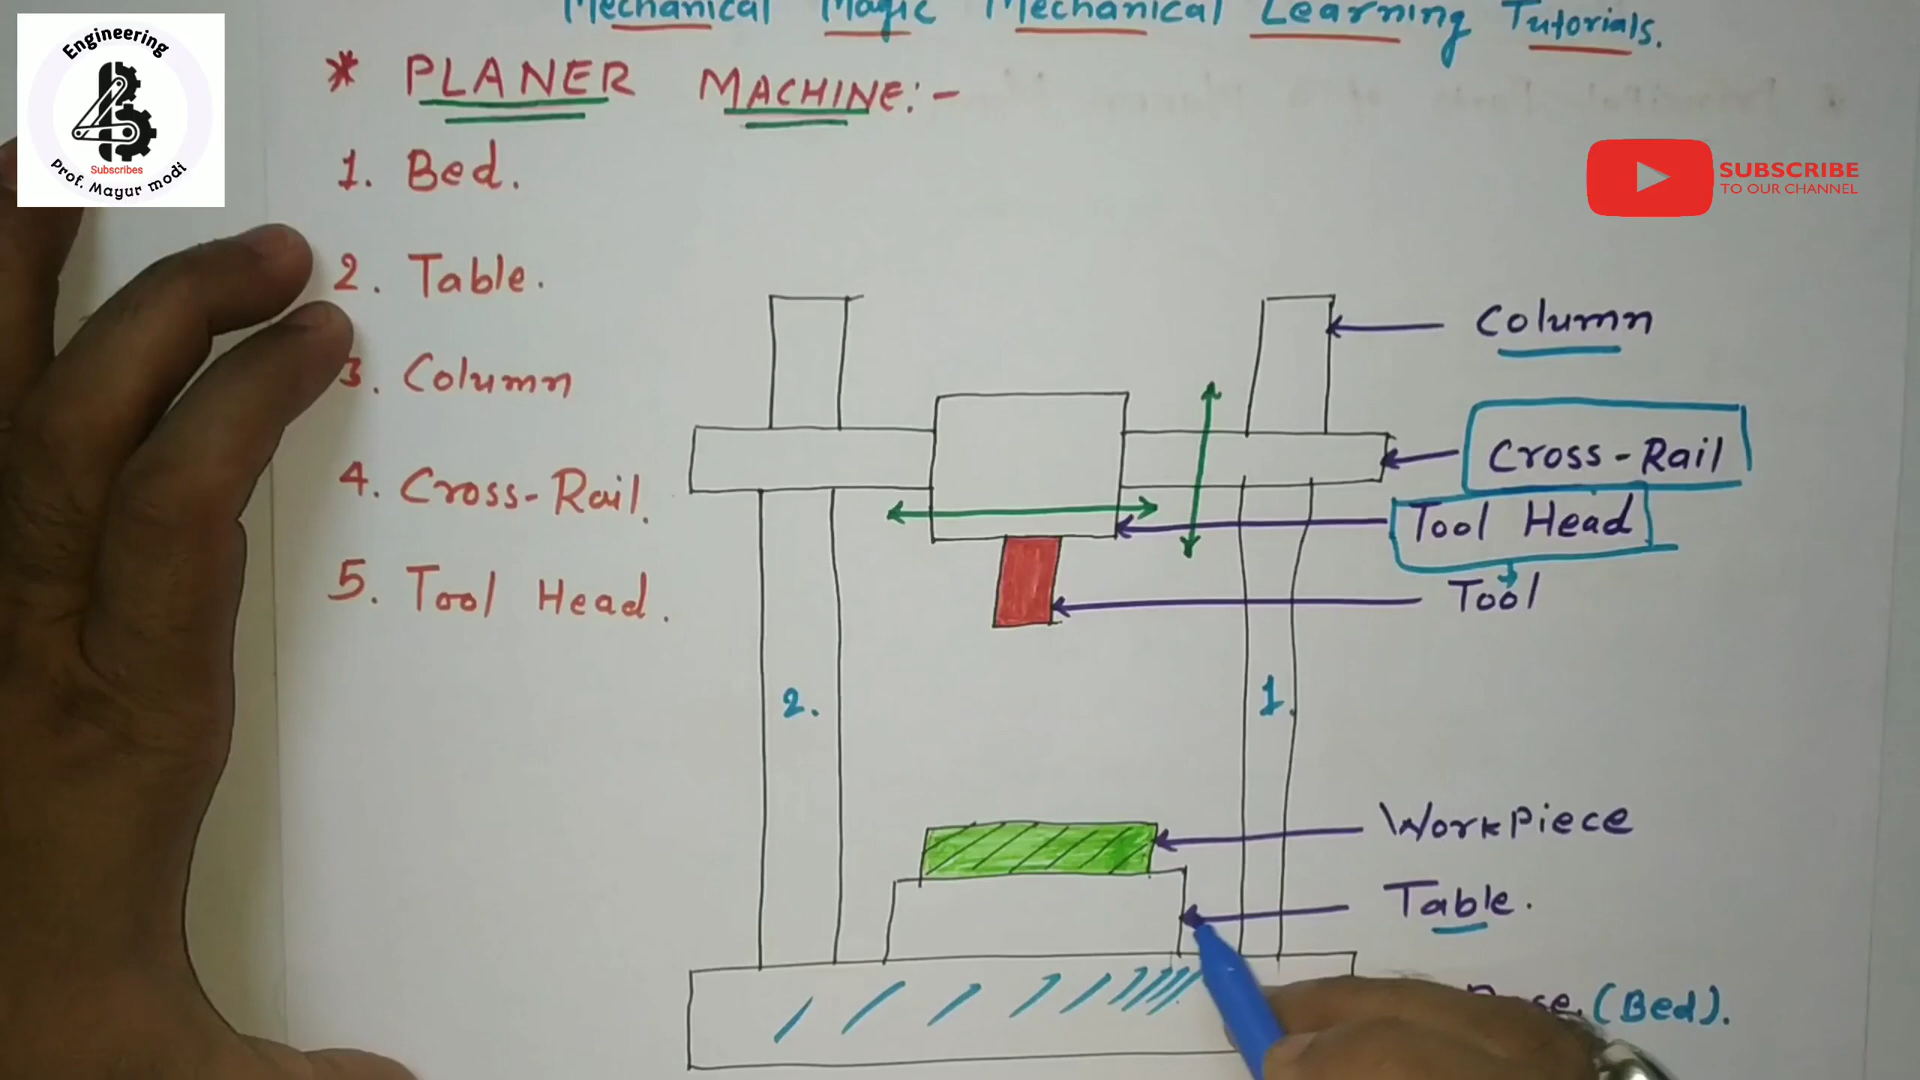 Mechanical Magic Mechanical Learning Tutorials.
Engineering
Subscribes
Prof. Mayur modi
* PLANER MACHINE:-
SUBSCRIBE
TO OUR CHANNEL
1. Bed.
2. Table.
3. Column
4. Cross-Rail.
5. Tool Head.
Column
Cross-Rail
Tool Head
Tool
2.
1.
Workpiece
Table.
(Bed).